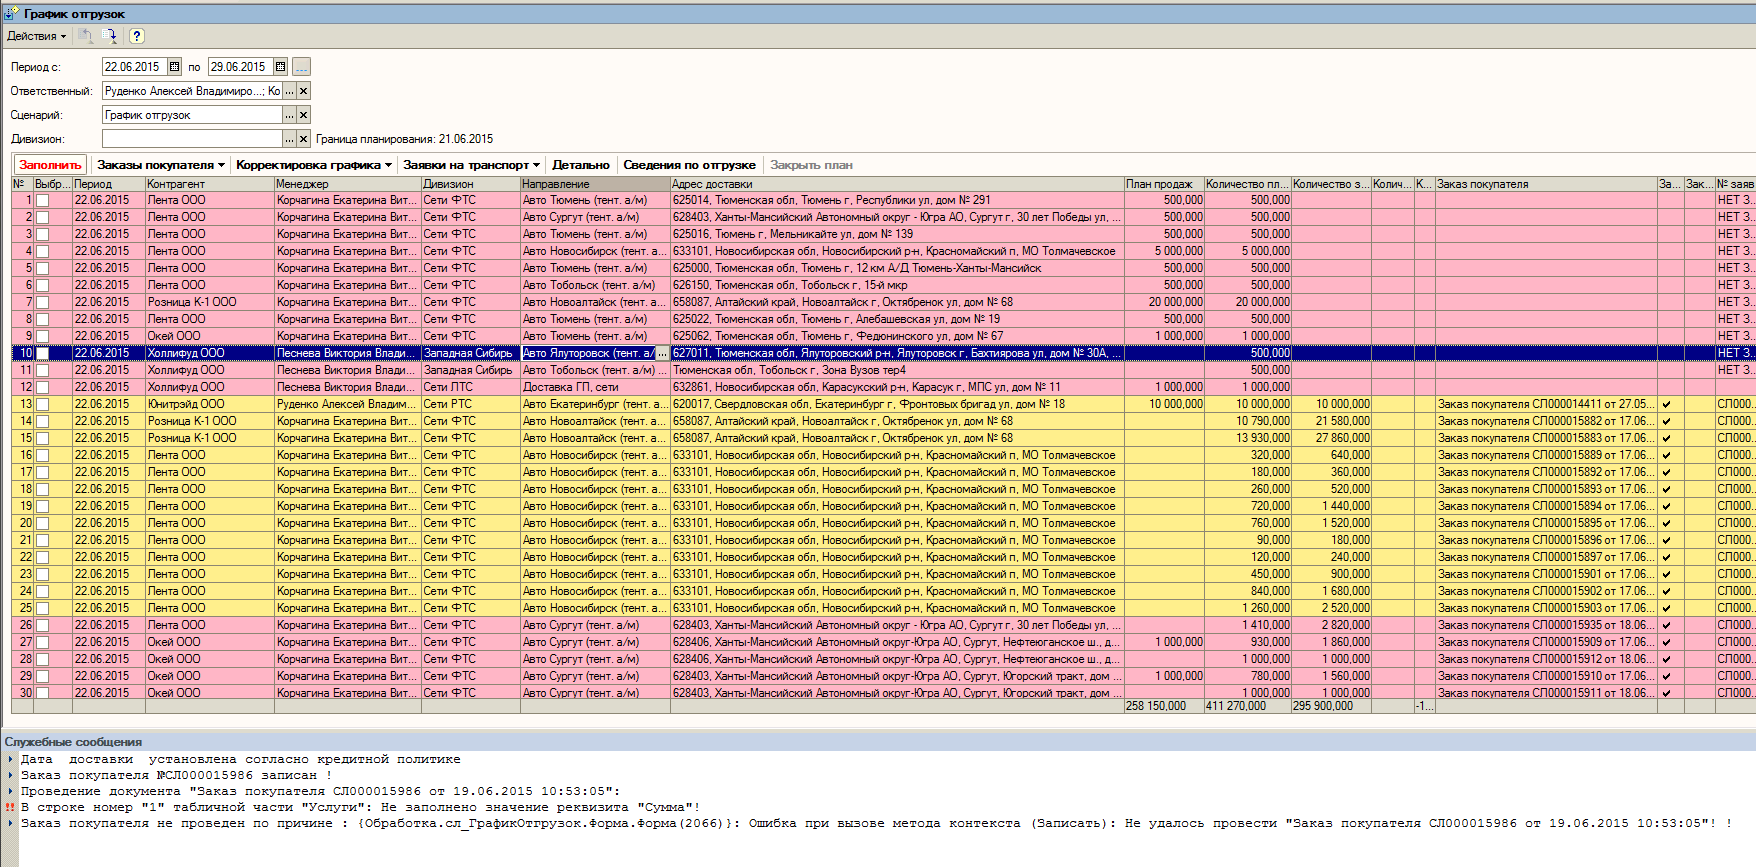 График отгрузок
Действия
Период с: 22.06.2015 по 29.06.2015 ...
Ответственный: Руденко Алексей Владимиро...; Ко ... ×
Сценарий: График отгрузок ... ×
Дивизион: ... × Граница планирования: 21.06.2015
Заполнить Заказы покупателя Корректировка графика Заявки на транспорт Детально Сведения по отгрузке Закрыть план
№ Выбр... Период Контрагент Менеджер Дивизион Направление Адрес доставки План продаж Количество пл... Количество з... Колич... К... Заказ покупателя За... Зак... № заяв
1 22.06.2015 Лента ООО Корчагина Екатерина Вит... Сети ФТС Авто Тюмень (тент. а/м) 625014, Тюменская обл, Тюмень г, Республики ул, дом № 291 500,000 500,000 НЕТ З...
2 22.06.2015 Лента ООО Корчагина Екатерина Вит... Сети ФТС Авто Сургут (тент. а/м) 628403, Ханты-Мансийский Автономный округ - Югра АО, Сургут г, 30 лет Победы ул, ... 500,000 500,000 НЕТ З...
3 22.06.2015 Лента ООО Корчагина Екатерина Вит... Сети ФТС Авто Тюмень (тент. а/м) 625016, Тюмень г, Мельникайте ул, дом № 139 500,000 500,000 НЕТ З...
4 22.06.2015 Лента ООО Корчагина Екатерина Вит... Сети ФТС Авто Новосибирск (тент. а... 633101, Новосибирская обл, Новосибирский р-н, Красномайский п, МО Толмачевское 5 000,000 5 000,000 НЕТ З...
5 22.06.2015 Лента ООО Корчагина Екатерина Вит... Сети ФТС Авто Тюмень (тент. а/м) 625000, Тюменская обл, Тюмень г, 12 км А/Д Тюмень-Ханты-Мансийск 500,000 500,000 НЕТ З...
6 22.06.2015 Лента ООО Корчагина Екатерина Вит... Сети ФТС Авто Тобольск (тент. а/м) 626150, Тюменская обл, Тобольск г, 15-й мкр 500,000 500,000 НЕТ З...
7 22.06.2015 Розница К-1 ООО Корчагина Екатерина Вит... Сети ФТС Авто Новоалтайск (тент. а... 658087, Алтайский край, Новоалтайск г, Октябренок ул, дом № 68 20 000,000 20 000,000 НЕТ З...
8 22.06.2015 Лента ООО Корчагина Екатерина Вит... Сети ФТС Авто Тюмень (тент. а/м) 625022, Тюменская обл, Тюмень г, Алебашевская ул, дом № 19 500,000 500,000 НЕТ З...
9 22.06.2015 Окей ООО Корчагина Екатерина Вит... Сети ФТС Авто Тюмень (тент. а/м) 625062, Тюменская обл, Тюмень г, Федюнинского ул, дом № 67 1 000,000 1 000,000 НЕТ З...
10 22.06.2015 Холлифуд ООО Песнева Виктория Влади... Западная Сибирь Авто Ялуторовск (тент. а/ ... 627011, Тюменская обл, Ялуторовский р-н, Ялуторовск г, Бахтиярова ул, дом № 30А, ... 500,000 НЕТ З...
11 22.06.2015 Холлифуд ООО Песнева Виктория Влади... Западная Сибирь Авто Тобольск (тент. а/м) ... Тюменская обл, Тобольск г, Зона Вузов тер4 500,000 НЕТ З...
12 22.06.2015 Холлифуд ООО Песнева Виктория Влади... Сети ЛТС Доставка ГП, сети 632861, Новосибирская обл, Карасукский р-н, Карасук г, МПС ул, дом № 11 1 000,000 1 000,000
13 22.06.2015 Юнитрэйд ООО Руденко Алексей Владим... Сети РТС Авто Екатеринбург (тент. а... 620017, Свердловская обл, Екатеринбург г, Фронтовых бригад ул, дом № 18 10 000,000 10 000,000 10 000,000 Заказ покупателя СЛ000014411 от 27.05... СЛ000...
14 22.06.2015 Розница К-1 ООО Корчагина Екатерина Вит... Сети ФТС Авто Новоалтайск (тент. а... 658087, Алтайский край, Новоалтайск г, Октябренок ул, дом № 68 10 790,000 21 580,000 Заказ покупателя СЛ000015882 от 17.06... СЛ000...
15 22.06.2015 Розница К-1 ООО Корчагина Екатерина Вит... Сети ФТС Авто Новоалтайск (тент. а... 658087, Алтайский край, Новоалтайск г, Октябренок ул, дом № 68 13 930,000 27 860,000 Заказ покупателя СЛ000015883 от 17.06... СЛ000...
16 22.06.2015 Лента ООО Корчагина Екатерина Вит... Сети ФТС Авто Новосибирск (тент. а... 633101, Новосибирская обл, Новосибирский р-н, Красномайский п, МО Толмачевское 320,000 640,000 Заказ покупателя СЛ000015889 от 17.06... СЛ000...
17 22.06.2015 Лента ООО Корчагина Екатерина Вит... Сети ФТС Авто Новосибирск (тент. а... 633101, Новосибирская обл, Новосибирский р-н, Красномайский п, МО Толмачевское 180,000 360,000 Заказ покупателя СЛ000015892 от 17.06... СЛ000...
18 22.06.2015 Лента ООО Корчагина Екатерина Вит... Сети ФТС Авто Новосибирск (тент. а... 633101, Новосибирская обл, Новосибирский р-н, Красномайский п, МО Толмачевское 260,000 520,000 Заказ покупателя СЛ000015893 от 17.06... СЛ000...
19 22.06.2015 Лента ООО Корчагина Екатерина Вит... Сети ФТС Авто Новосибирск (тент. а... 633101, Новосибирская обл, Новосибирский р-н, Красномайский п, МО Толмачевское 720,000 1 440,000 Заказ покупателя СЛ000015894 от 17.06... СЛ000...
20 22.06.2015 Лента ООО Корчагина Екатерина Вит... Сети ФТС Авто Новосибирск (тент. а... 633101, Новосибирская обл, Новосибирский р-н, Красномайский п, МО Толмачевское 760,000 1 520,000 Заказ покупателя СЛ000015895 от 17.06... СЛ000...
21 22.06.2015 Лента ООО Корчагина Екатерина Вит... Сети ФТС Авто Новосибирск (тент. а... 633101, Новосибирская обл, Новосибирский р-н, Красномайский п, МО Толмачевское 90,000 180,000 Заказ покупателя СЛ000015896 от 17.06... СЛ000...
22 22.06.2015 Лента ООО Корчагина Екатерина Вит... Сети ФТС Авто Новосибирск (тент. а... 633101, Новосибирская обл, Новосибирский р-н, Красномайский п, МО Толмачевское 120,000 240,000 Заказ покупателя СЛ000015897 от 17.06... СЛ000...
23 22.06.2015 Лента ООО Корчагина Екатерина Вит... Сети ФТС Авто Новосибирск (тент. а... 633101, Новосибирская обл, Новосибирский р-н, Красномайский п, МО Толмачевское 450,000 900,000 Заказ покупателя СЛ000015901 от 17.06... СЛ000...
24 22.06.2015 Лента ООО Корчагина Екатерина Вит... Сети ФТС Авто Новосибирск (тент. а... 633101, Новосибирская обл, Новосибирский р-н, Красномайский п, МО Толмачевское 840,000 1 680,000 Заказ покупателя СЛ000015902 от 17.06... СЛ000...
25 22.06.2015 Лента ООО Корчагина Екатерина Вит... Сети ФТС Авто Новосибирск (тент. а... 633101, Новосибирская обл, Новосибирский р-н, Красномайский п, МО Толмачевское 1 260,000 2 520,000 Заказ покупателя СЛ000015903 от 17.06... СЛ000...
26 22.06.2015 Лента ООО Корчагина Екатерина Вит... Сети ФТС Авто Сургут (тент. а/м) 628403, Ханты-Мансийский Автономный округ - Югра АО, Сургут г, 30 лет Победы ул, ... 1 410,000 2 820,000 Заказ покупателя СЛ000015935 от 18.06... СЛ000...
27 22.06.2015 Окей ООО Корчагина Екатерина Вит... Сети ФТС Авто Сургут (тент. а/м) 628406, Ханты-Мансийский Автономный округ-Югра АО, Сургут, Нефтеюганское ш., д... 1 000,000 930,000 1 860,000 Заказ покупателя СЛ000015909 от 17.06... СЛ000...
28 22.06.2015 Окей ООО Корчагина Екатерина Вит... Сети ФТС Авто Сургут (тент. а/м) 628406, Ханты-Мансийский Автономный округ-Югра АО, Сургут, Нефтеюганское ш., д... 1 000,000 1 000,000 Заказ покупателя СЛ000015912 от 18.06... СЛ000...
29 22.06.2015 Окей ООО Корчагина Екатерина Вит... Сети ФТС Авто Сургут (тент. а/м) 628403, Ханты-Мансийский Автономный округ-Югра АО, Сургут, Югорский тракт, дом ... 1 000,000 780,000 1 560,000 Заказ покупателя СЛ000015910 от 17.06... СЛ000...
30 22.06.2015 Окей ООО Корчагина Екатерина Вит... Сети ФТС Авто Сургут (тент. а/м) 628403, Ханты-Мансийский Автономный округ-Югра АО, Сургут, Югорский тракт, дом ... 1 000,000 1 000,000 Заказ покупателя СЛ000015911 от 18.06... СЛ000...
258 150,000 411 270,000 295 900,000 -1...
Служебные сообщения
Дата доставки установлена согласно кредитной политике
Заказ покупателя №СЛ000015986 записан !
Проведение документа "Заказ покупателя СЛ000015986 от 19.06.2015 10:53:05":
!! В строке номер "1" табличной части "Услуги": Не заполнено значение реквизита "Сумма"!
Заказ покупателя не проведен по причине : {Обработка.сл_ГрафикОтгрузок.Форма.Форма(2066)}: Ошибка при вызове метода контекста (Записать): Не удалось провести "Заказ покупателя СЛ000015986 от 19.06.2015 10:53:05"! !